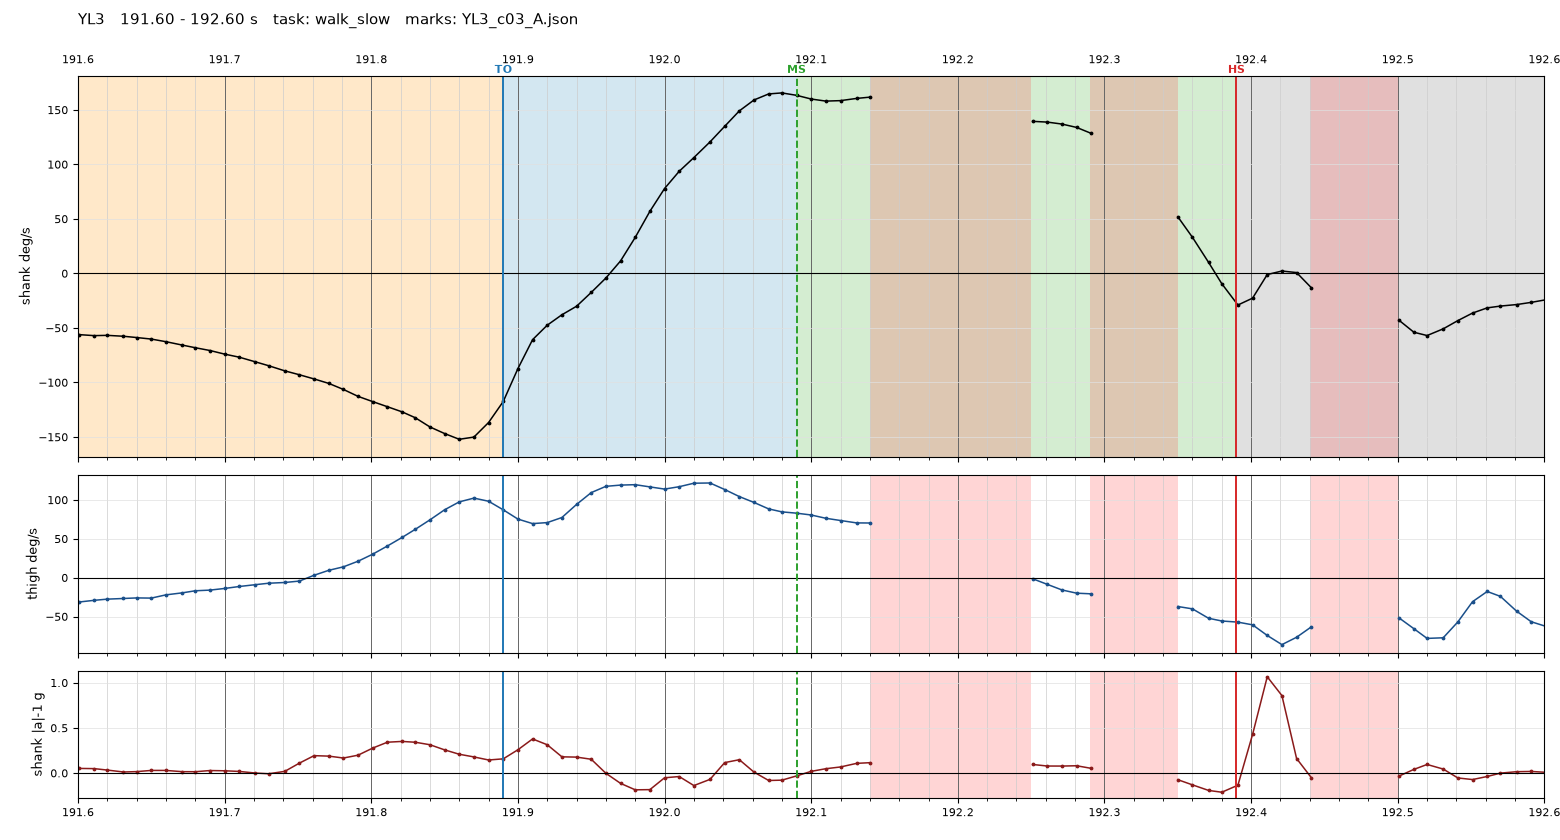 YL3   191.60 - 192.60 s   task: walk_slow   marks: YL3_c03_A.json
191.6 191.7 191.8 191.9 192.0 192.1 192.2 192.3 192.4 192.5 192.6
TO MS HS
shank deg/s
150
100
50
0
−50
−100
−150
thigh deg/s
100
50
0
−50
shank |a|-1 g
1.0
0.5
0.0
191.6 191.7 191.8 191.9 192.0 192.1 192.2 192.3 192.4 192.5 192.6